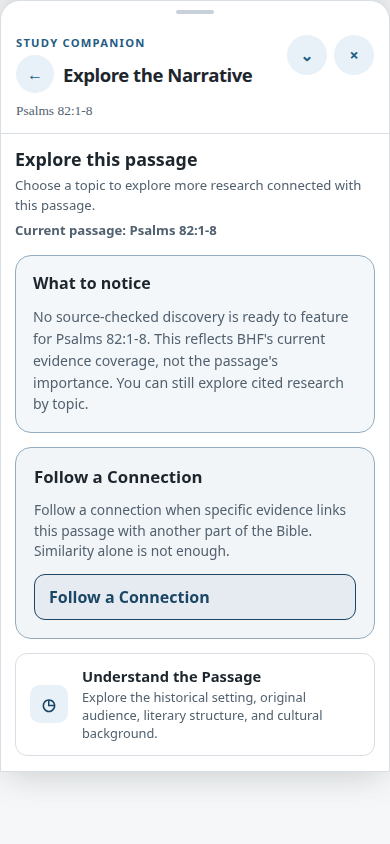 STUDY COMPANION
← Explore the Narrative
Psalms 82:1-8
Explore this passage
Choose a topic to explore more research connected with
this passage.
Current passage: Psalms 82:1-8
What to notice
No source-checked discovery is ready to feature
for Psalms 82:1-8. This reflects BHF's current
evidence coverage, not the passage's
importance. You can still explore cited research
by topic.
Follow a Connection
Follow a connection when specific evidence links
this passage with another part of the Bible.
Similarity alone is not enough.
Follow a Connection
Understand the Passage
Explore the historical setting, original
audience, literary structure, and cultural
background.